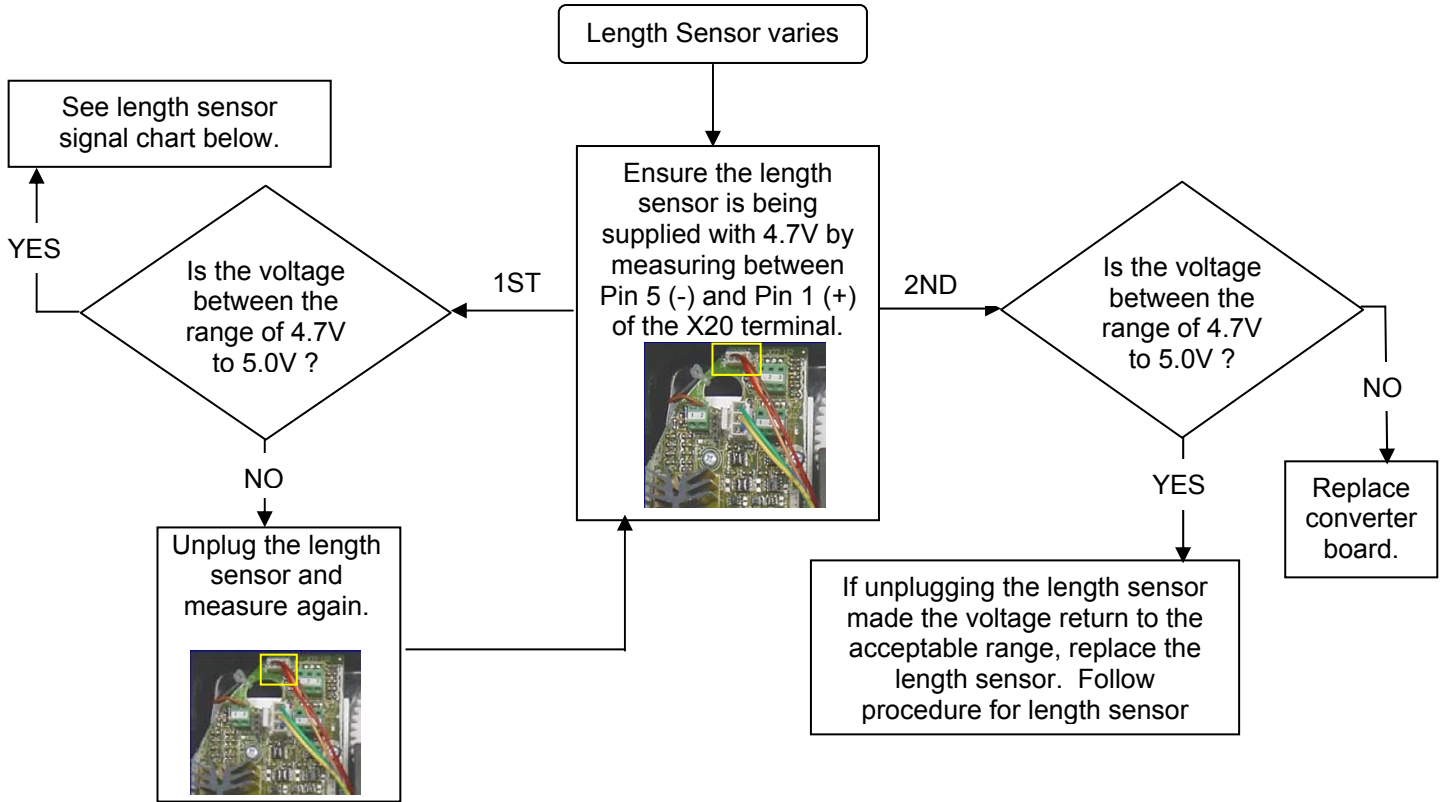 Length Sensor varies
See length sensor
signal chart below.
Ensure the length
sensor is being
supplied with 4.7V by
measuring between
Pin 5 (-) and Pin 1 (+)
of the X20 terminal.
YES
Is the voltage
between the
range of 4.7V
to 5.0V ?
1ST
2ND
Is the voltage
between the
range of 4.7V
to 5.0V ?
NO
NO
YES
Unplug the length
sensor and
measure again.
Replace
converter
board.
If unplugging the length sensor
made the voltage return to the
acceptable range, replace the
length sensor. Follow
procedure for length sensor